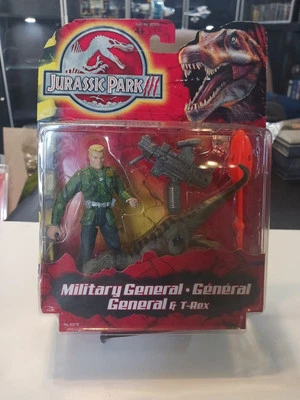 JURASSIC PARK III
Military General • Général
General & T-Rex